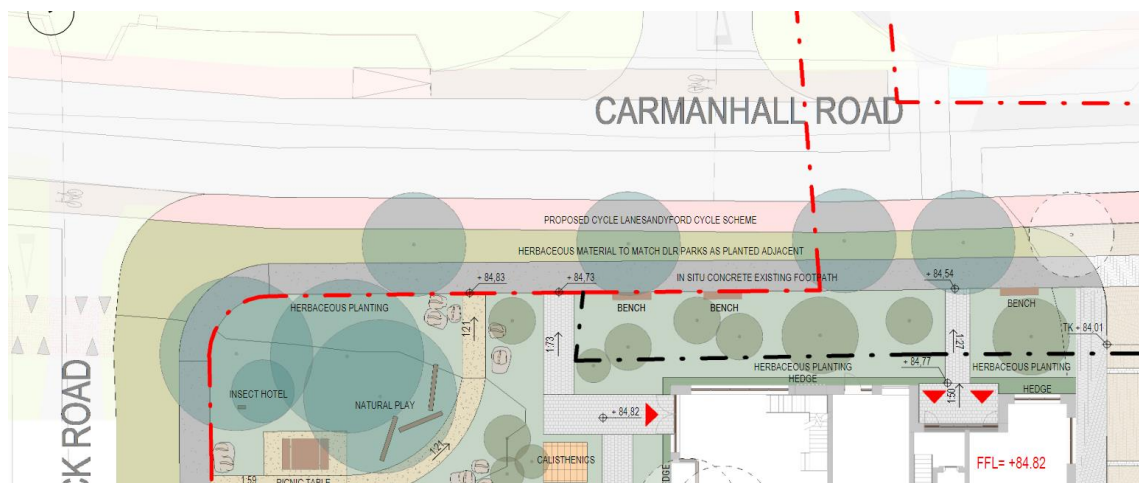 CARMANHALL ROAD
PROPOSED CYCLE LANESANDYFORD CYCLE SCHEME
HERBACEOUS MATERIAL TO MATCH DLR PARKS AS PLANTED ADJACENT
+ 84,83
+ 84,73
IN SITU CONCRETE EXISTING FOOTPATH
+ 84,54
HERBACEOUS PLANTING
BENCH
BENCH
BENCH
1:21
1:73
1:27
TK + 84,01
HERBACEOUS PLANTING
+ 84,77
HERBACEOUS PLANTING
HEDGE
HEDGE
INSECT HOTEL
NATURAL PLAY
1:50
+ 84,82
1:21
CK ROAD
CALISTHENICS
HEDGE
FFL= +84.82
1:59
PICNIC TABLE